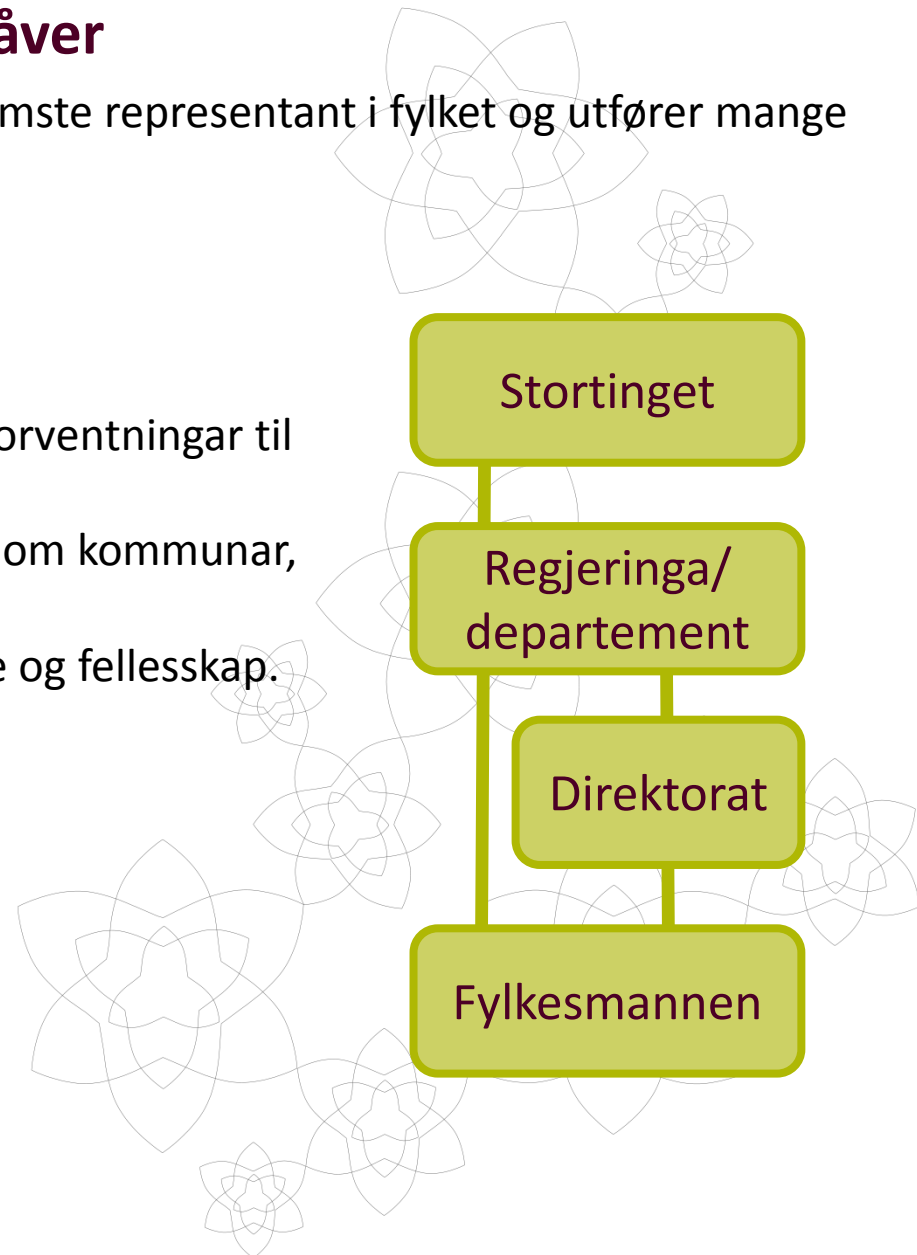 åver
mste representant i fylket og utfører mange
orventningar til
om kommunar,
e og fellesskap.
Stortinget
Regjeringa/
departement
Direktorat
Fylkesmannen